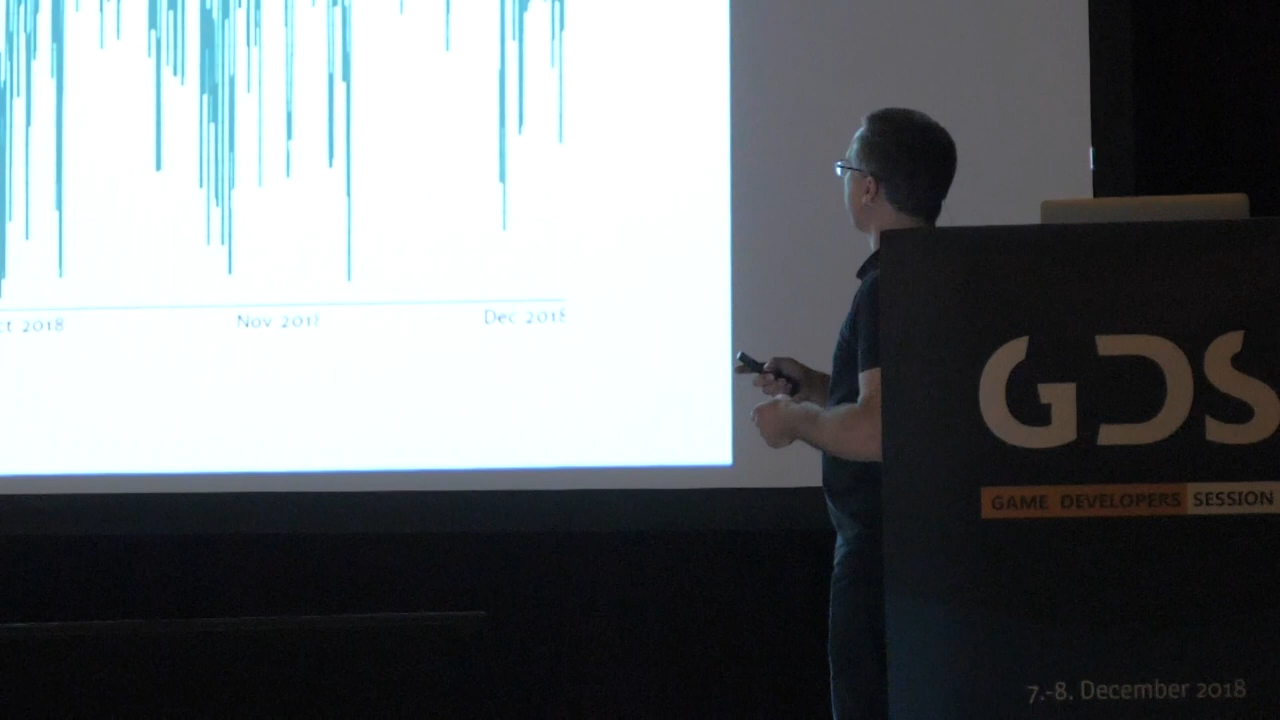 ct 2018
Nov 2018
Dec 2018
GDS
GAME DEVELOPERS SESSION
7.-8. December 2018